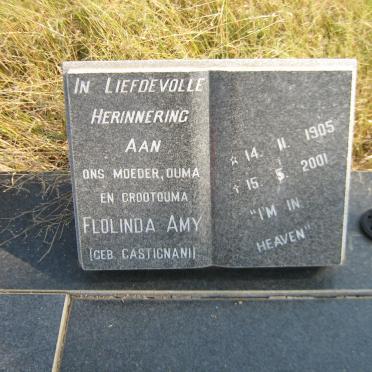 IN LIEFDEVOLLE
HERINNERING
AAN
ONS MOEDER, OUMA
EN GROOTOUMA
FLOLINDA AMY
(GEB. CASTIGNANI)
* 14. 11. 1905
† 15. 5. 2001
"I'M IN
HEAVEN"